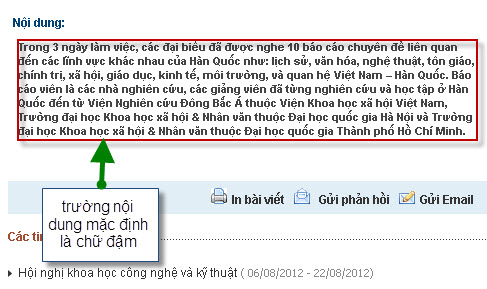 Nội dung:
Trong 3 ngày làm việc, các đại biểu đã được nghe 10 báo cáo chuyên đề liên quan
đến các lĩnh vực khác nhau của Hàn Quốc như: lịch sử, văn hóa, nghệ thuật, tôn giáo,
chính trị, xã hội, giáo dục, kinh tế, môi trường, và quan hệ Việt Nam – Hàn Quốc. Báo
cáo viên là các nhà nghiên cứu, các giảng viên đã từng nghiên cứu và học tập ở Hàn
Quốc đến từ Viện Nghiên cứu Đông Bắc Á thuộc Viện Khoa học xã hội Việt Nam,
Trường đại học Khoa học xã hội & Nhân văn thuộc Đại học quốc gia Hà Nội và Trường
đại học Khoa học xã hội & Nhân văn thuộc Đại học quốc gia Thành phố Hồ Chí Minh.
In bài viết Gửi phản hồi Gửi Email
trường nội
dung mặc định
là chữ đậm
Các tin
Hội nghị khoa học công nghệ và kỹ thuật ( 06/08/2012 - 22/08/2012)